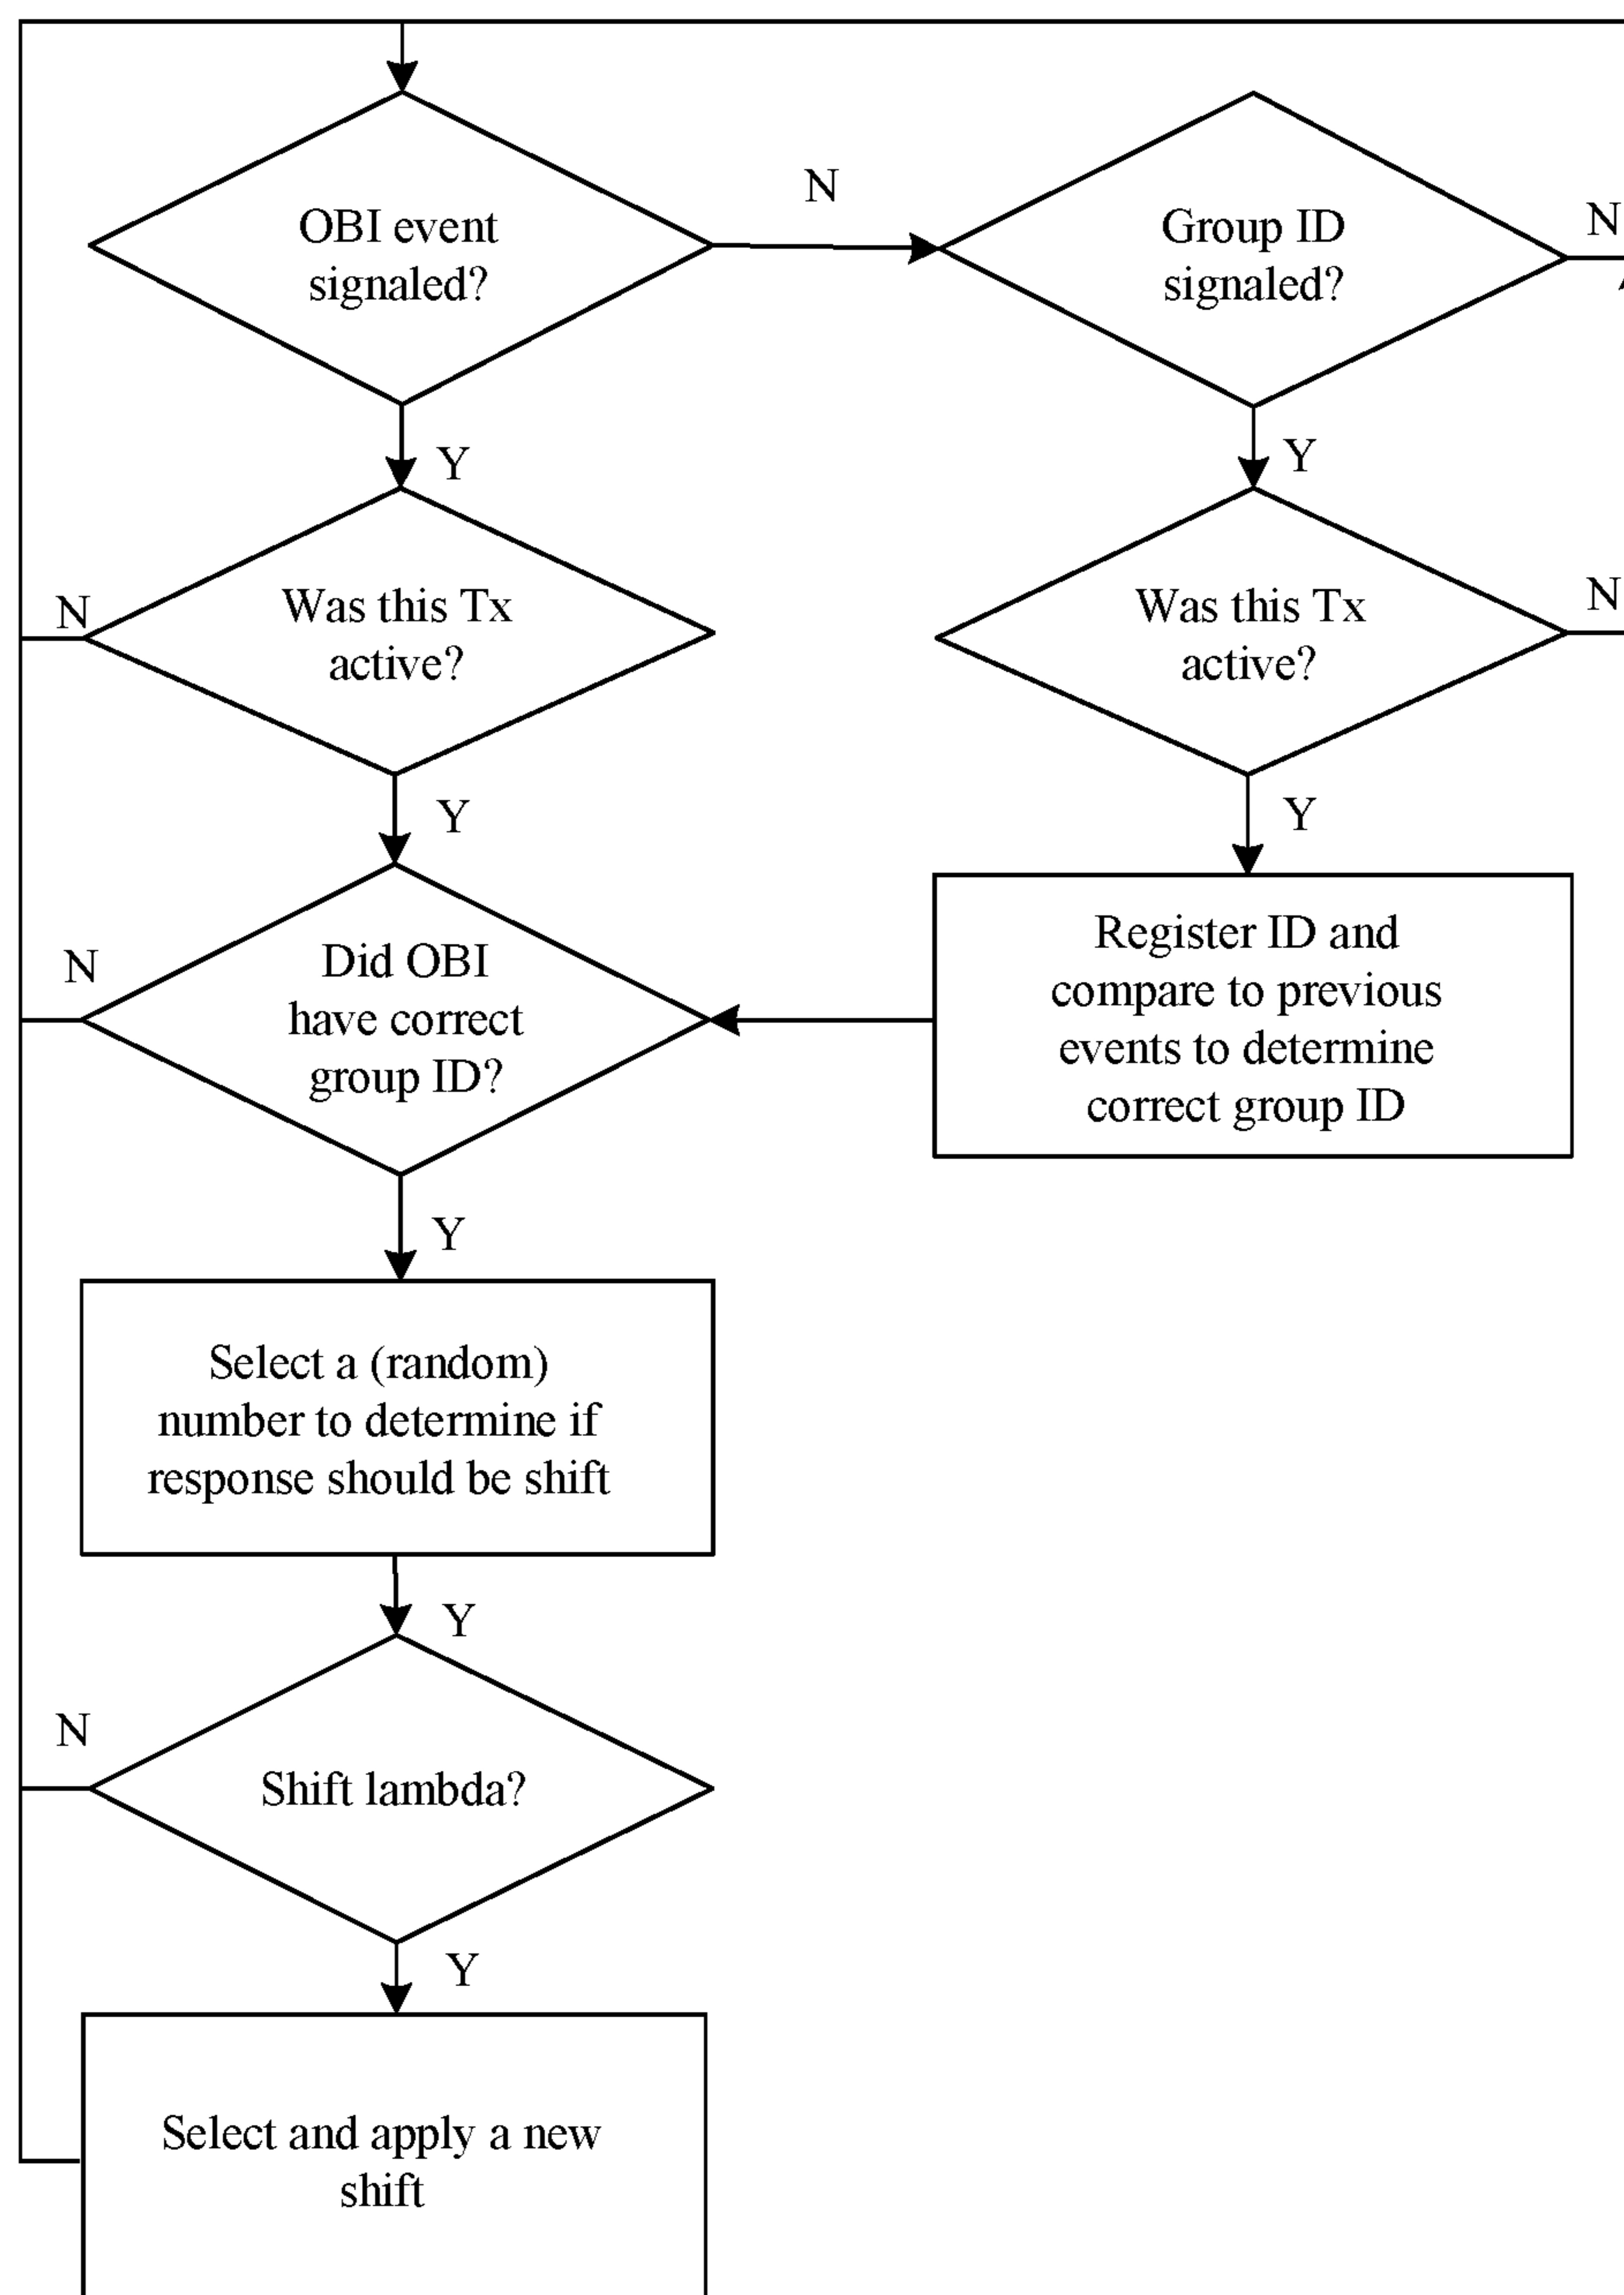 N
OBI event
signaled?
Group ID
signaled?
N
Y
Y
Was this Tx
active?
N
Was this Tx
active?
N
Y
Y
Did OBI
have correct
group ID?
N
Register ID and
compare to previous
events to determine
correct group ID
Y
Select a (random)
number to determine if
response should be shift
Y
N
Shift lambda?
Y
Select and apply a new
shift